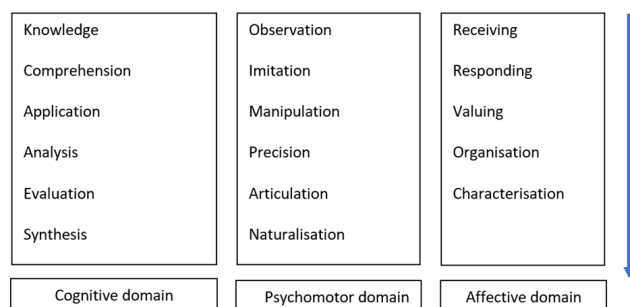 Knowledge
Comprehension
Application
Analysis
Evaluation
Synthesis
Cognitive domain
Observation
Imitation
Manipulation
Precision
Articulation
Naturalisation
Psychomotor domain
Receiving
Responding
Valuing
Organisation
Characterisation
Affective domain